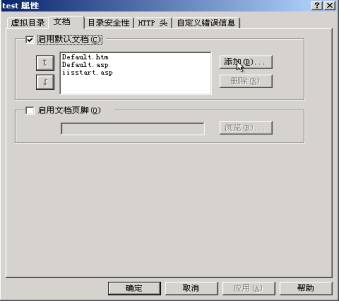 test 属性
虚拟目录 文档 目录安全性 HTTP 头 自定义错误信息
启用默认文档(C)
Default.htm
Default.asp
iisstart.asp
添加(D)...
删除(R)
启用文档页脚(O)
浏览(B)...
确定 取消 应用(A) 帮助